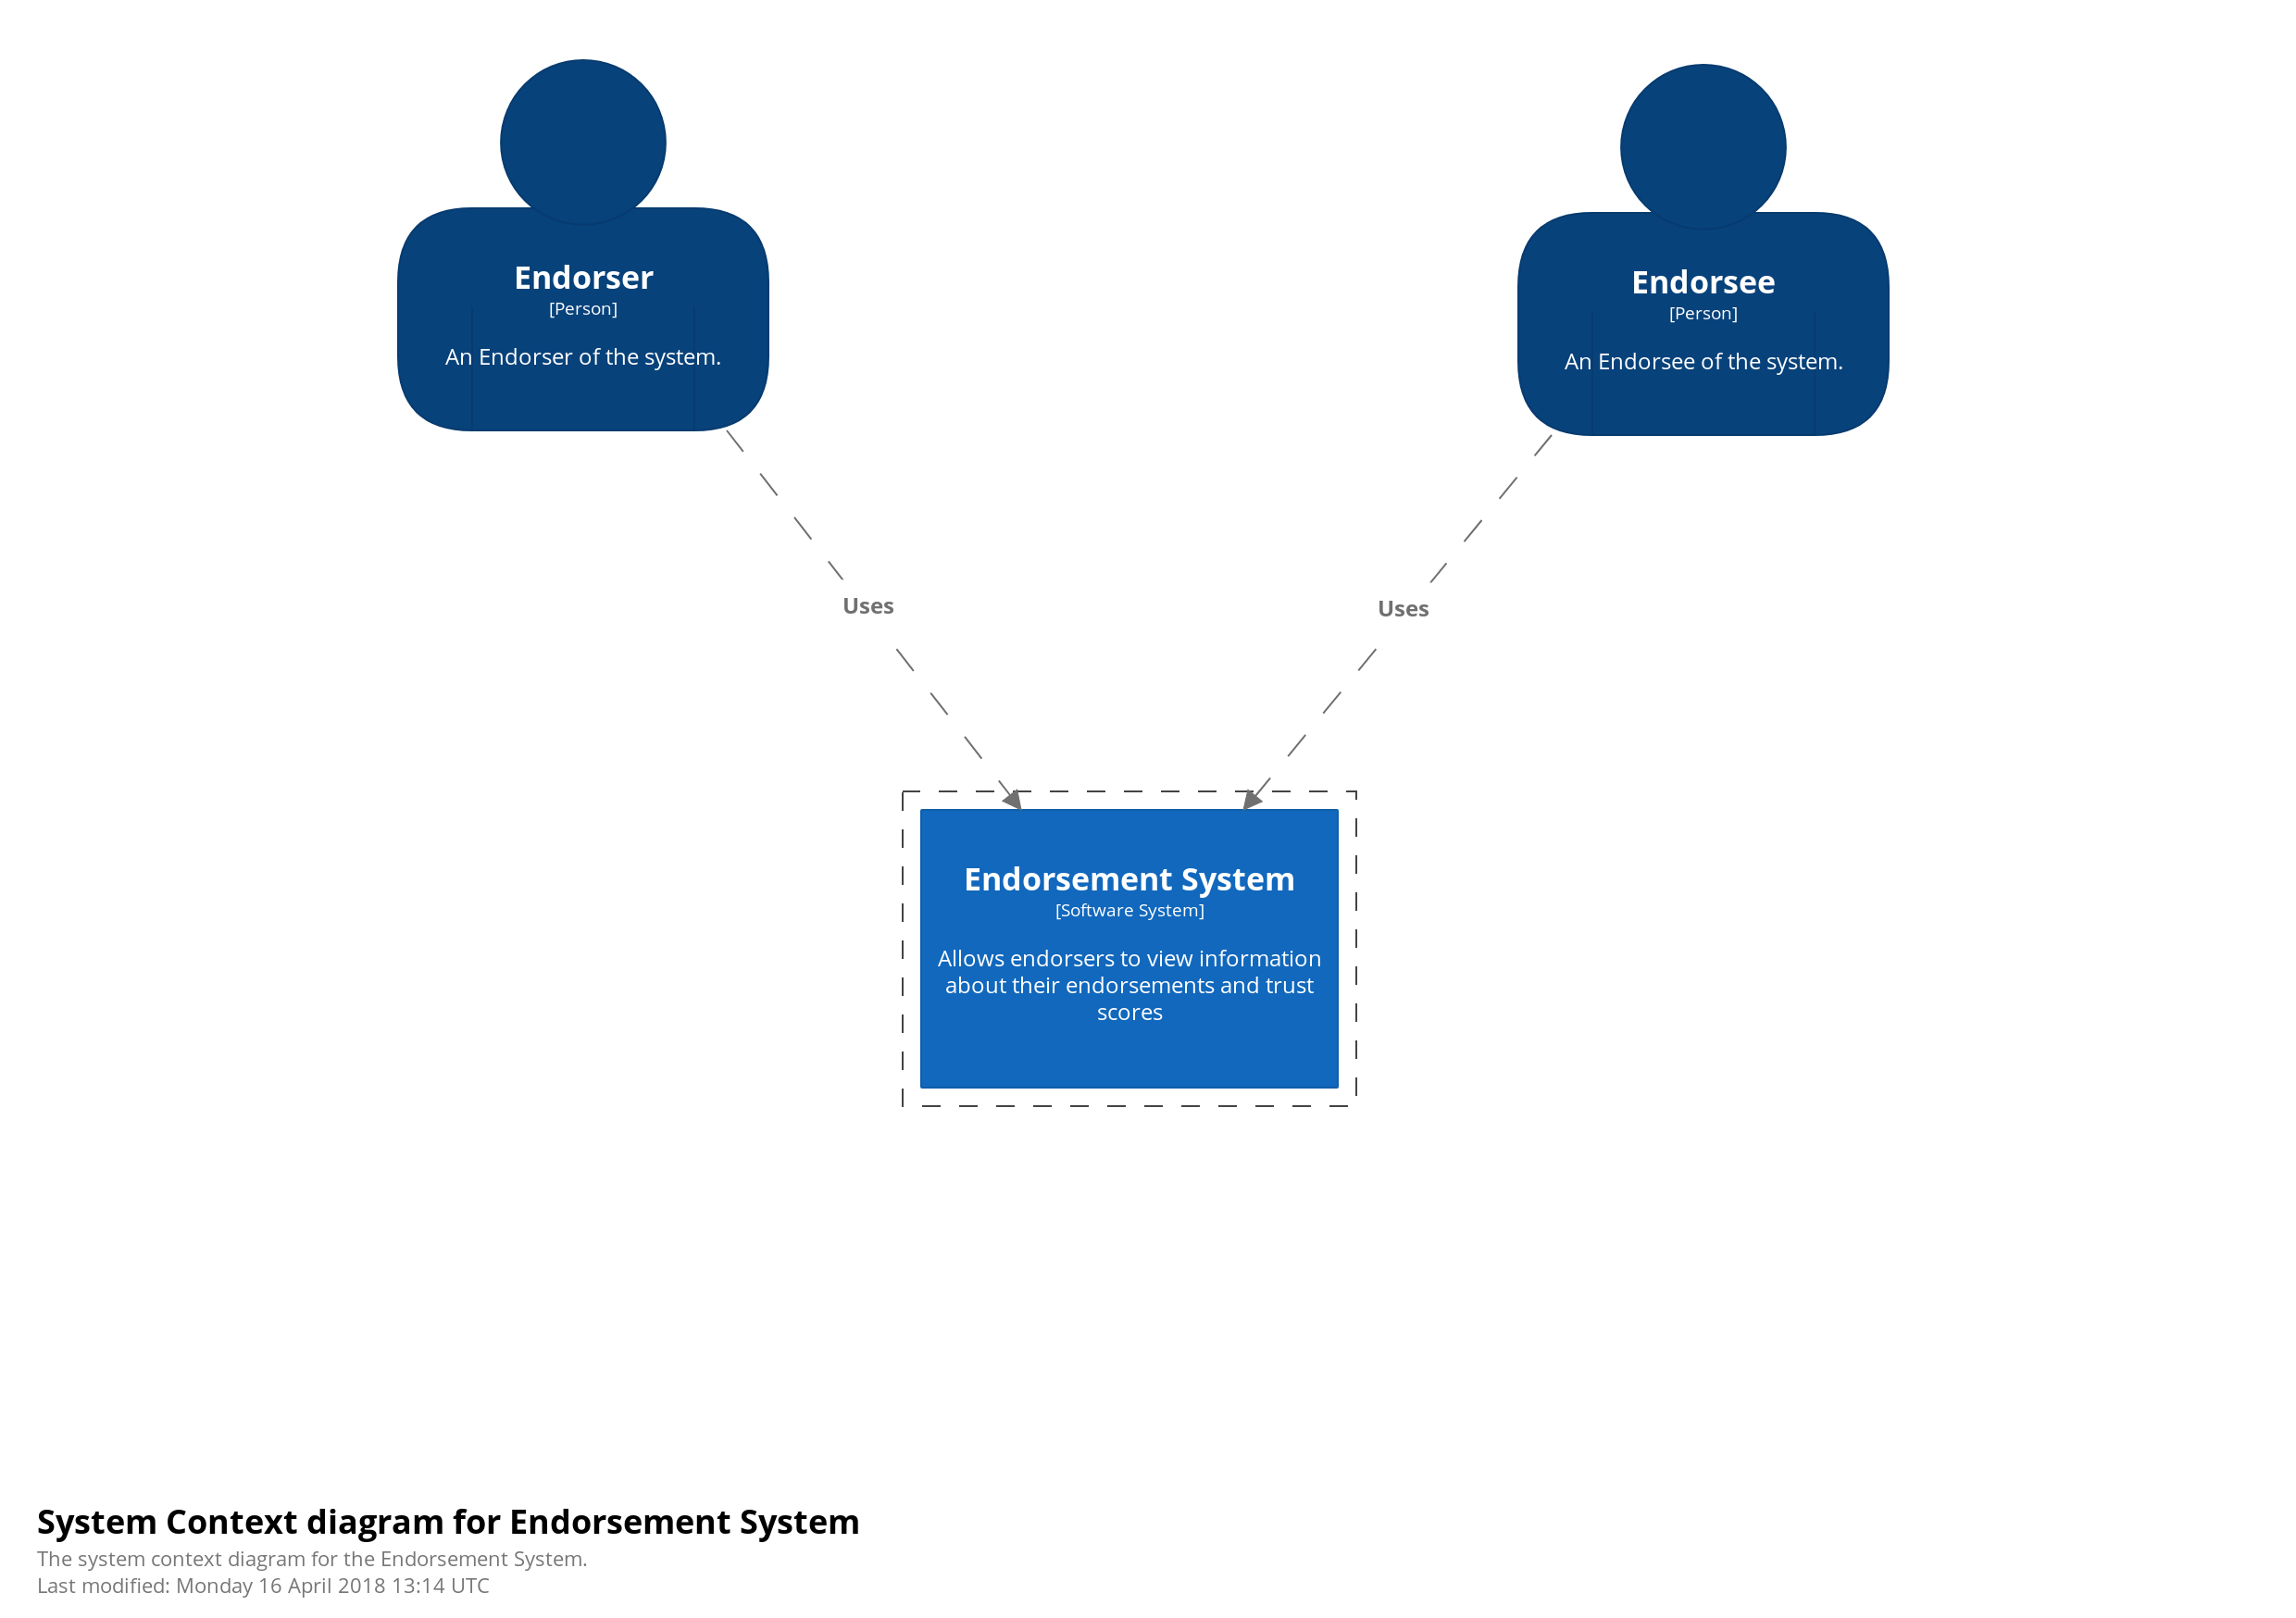 Endorser
[Person]
An Endorser of the system.
Endorsee
[Person]
An Endorsee of the system.
Uses
Uses
Endorsement System
[Software System]
Allows endorsers to view information
about their endorsements and trust
scores
System Context diagram for Endorsement System
The system context diagram for the Endorsement System.
Last modified: Monday 16 April 2018 13:14 UTC